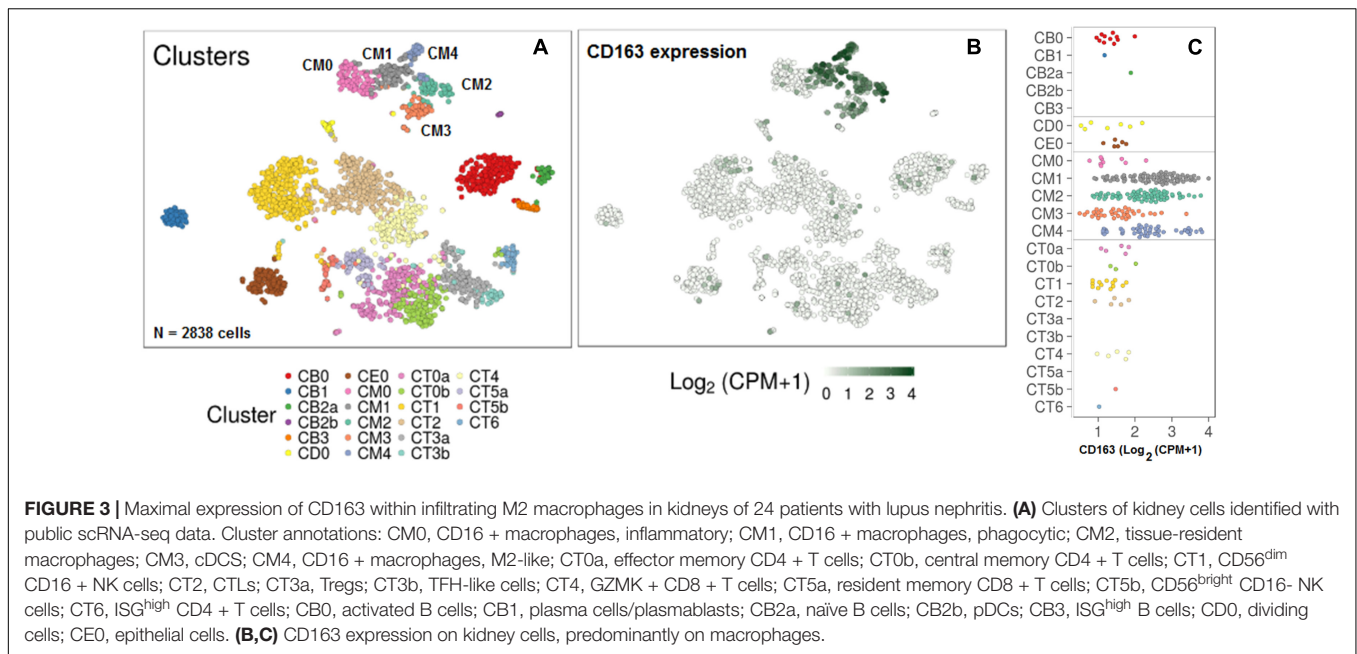 Clusters
A
CM0
CM1
CM4
CM2
CM3
N = 2838 cells
CD163 expression
B
Cluster
CB0
CB1
CB2a
CB2b
CB3
CD0
CE0
CM0
CM1
CM2
CM3
CM4
CT0a
CT0b
CT1
CT2
CT3a
CT3b
CT4
CT5a
CT5b
CT6
Log2 (CPM+1)
0 1 2 3 4
C
CB0
CB1
CB2a
CB2b
CB3
CD0
CE0
CM0
CM1
CM2
CM3
CM4
CT0a
CT0b
CT1
CT2
CT3a
CT3b
CT4
CT5a
CT5b
CT6
1 2 3 4
CD163 (Log2 (CPM+1)
FIGURE 3 | Maximal expression of CD163 within infiltrating M2 macrophages in kidneys of 24 patients with lupus nephritis. (A) Clusters of kidney cells identified with
public scRNA-seq data. Cluster annotations: CM0, CD16 + macrophages, inflammatory; CM1, CD16 + macrophages, phagocytic; CM2, tissue-resident
macrophages; CM3, cDCS; CM4, CD16 + macrophages, M2-like; CT0a, effector memory CD4 + T cells; CT0b, central memory CD4 + T cells; CT1, CD56dim
CD16 + NK cells; CT2, CTLs; CT3a, Tregs; CT3b, TFH-like cells; CT4, GZMK + CD8 + T cells; CT5a, resident memory CD8 + T cells; CT5b, CD56bright CD16- NK
cells; CT6, ISGhigh CD4 + T cells; CB0, activated B cells; CB1, plasma cells/plasmablasts; CB2a, naïve B cells; CB2b, pDCs; CB3, ISGhigh B cells; CD0, dividing
cells; CE0, epithelial cells. (B,C) CD163 expression on kidney cells, predominantly on macrophages.